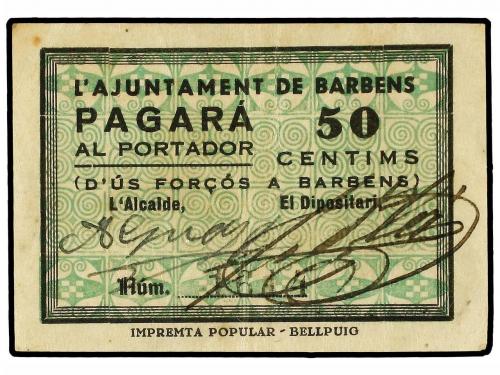 L'AJUNTAMENT DE BARBENS
PAGARÁ 50
AL PORTADOR CENTIMS
(D'ÚS FORÇÓS A BARBENS)
L'Alcalde, El Dipositari
Núm.
IMPREMTA POPULAR - BELLPUIG